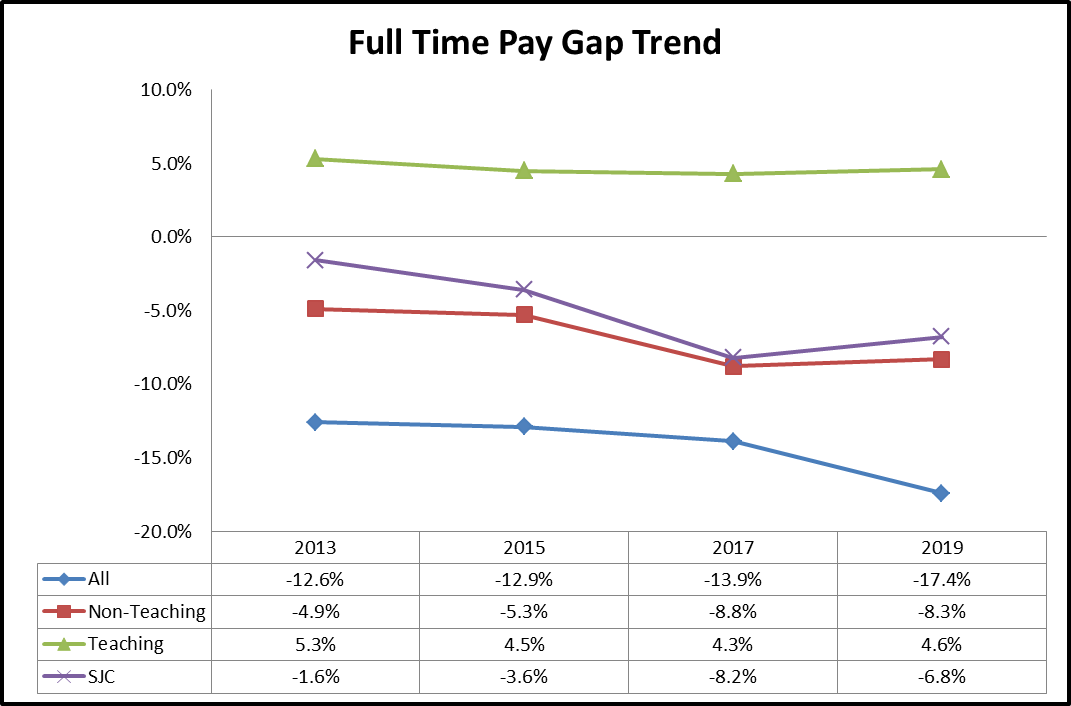 Full Time Pay Gap Trend
10.0%
5.0%
0.0%
-5.0%
-10.0%
-15.0%
-20.0%
2013 2015 2017 2019
All -12.6% -12.9% -13.9% -17.4%
Non-Teaching -4.9% -5.3% -8.8% -8.3%
Teaching 5.3% 4.5% 4.3% 4.6%
SJC -1.6% -3.6% -8.2% -6.8%